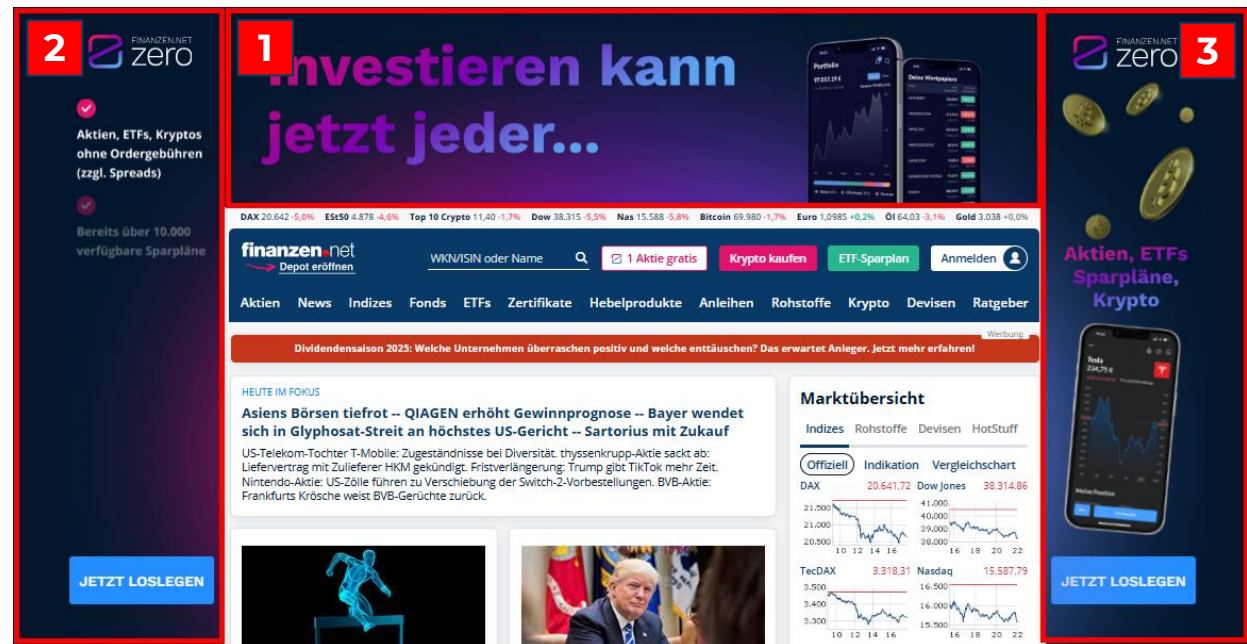 2
FINANZEN.NET
zero
Aktien, ETFs, Kryptos
ohne Ordergebühren
(zzgl. Spreads)
Bereits über 10.000
verfügbare Sparpläne
JETZT LOSLEGEN
1
Investieren kann
jetzt jeder...
Portfolio
Deine Wertpapiere
3
FINANZEN.NET
zero
Aktien, ETFs
Sparpläne,
Krypto
Tesla
234,75 €
Meine Position
JETZT LOSLEGEN
DAX 20.642 -5,0% ESt50 4.878 -4,6% Top 10 Crypto 11,40 -1,7% Dow 38.315 -5,5% Nas 15.588 -5,8% Bitcoin 69.980 -1,7% Euro 1,0985 +0,2% Öl 64,03 -3,1% Gold 3.038 +0,0%
finanzen.net
Depot eröffnen
WKN/ISIN oder Name
1 Aktie gratis
Krypto kaufen
ETF-Sparplan
Anmelden
Aktien News Indizes Fonds ETFs Zertifikate Hebelprodukte Anleihen Rohstoffe Krypto Devisen Ratgeber
Werbung
Dividendensaison 2025: Welche Unternehmen überraschen positiv und welche enttäuschen? Das erwartet Anleger. Jetzt mehr erfahren!
HEUTE IM FOKUS
Asiens Börsen tiefrot -- QIAGEN erhöht Gewinnprognose -- Bayer wendet
sich in Glyphosat-Streit an höchstes US-Gericht -- Sartorius mit Zukauf
US-Telekom-Tochter T-Mobile: Zugeständnisse bei Diversität. thyssenkrupp-Aktie sackt ab:
Liefervertrag mit Zulieferer HKM gekündigt. Fristverlängerung: Trump gibt TikTok mehr Zeit.
Nintendo-Aktie: US-Zölle führen zu Verschiebung der Switch-2-Vorbestellungen. BVB-Aktie:
Frankfurts Krösche weist BVB-Gerüchte zurück.
Marktübersicht
Indizes Rohstoffe Devisen HotStuff
Offiziell Indikation Vergleichschart
DAX 20.641,72 Dow Jones 38.314,86
21.500
21.000
20.500
10 12 14 16
41.000
40.000
39.000
38.000
16 18 20 22
TecDAX 3.318,31 Nasdaq 15.587,79
3.500
3.400
3.300
10 12 14 16
16.500
16.000
15.500
16 18 20 22